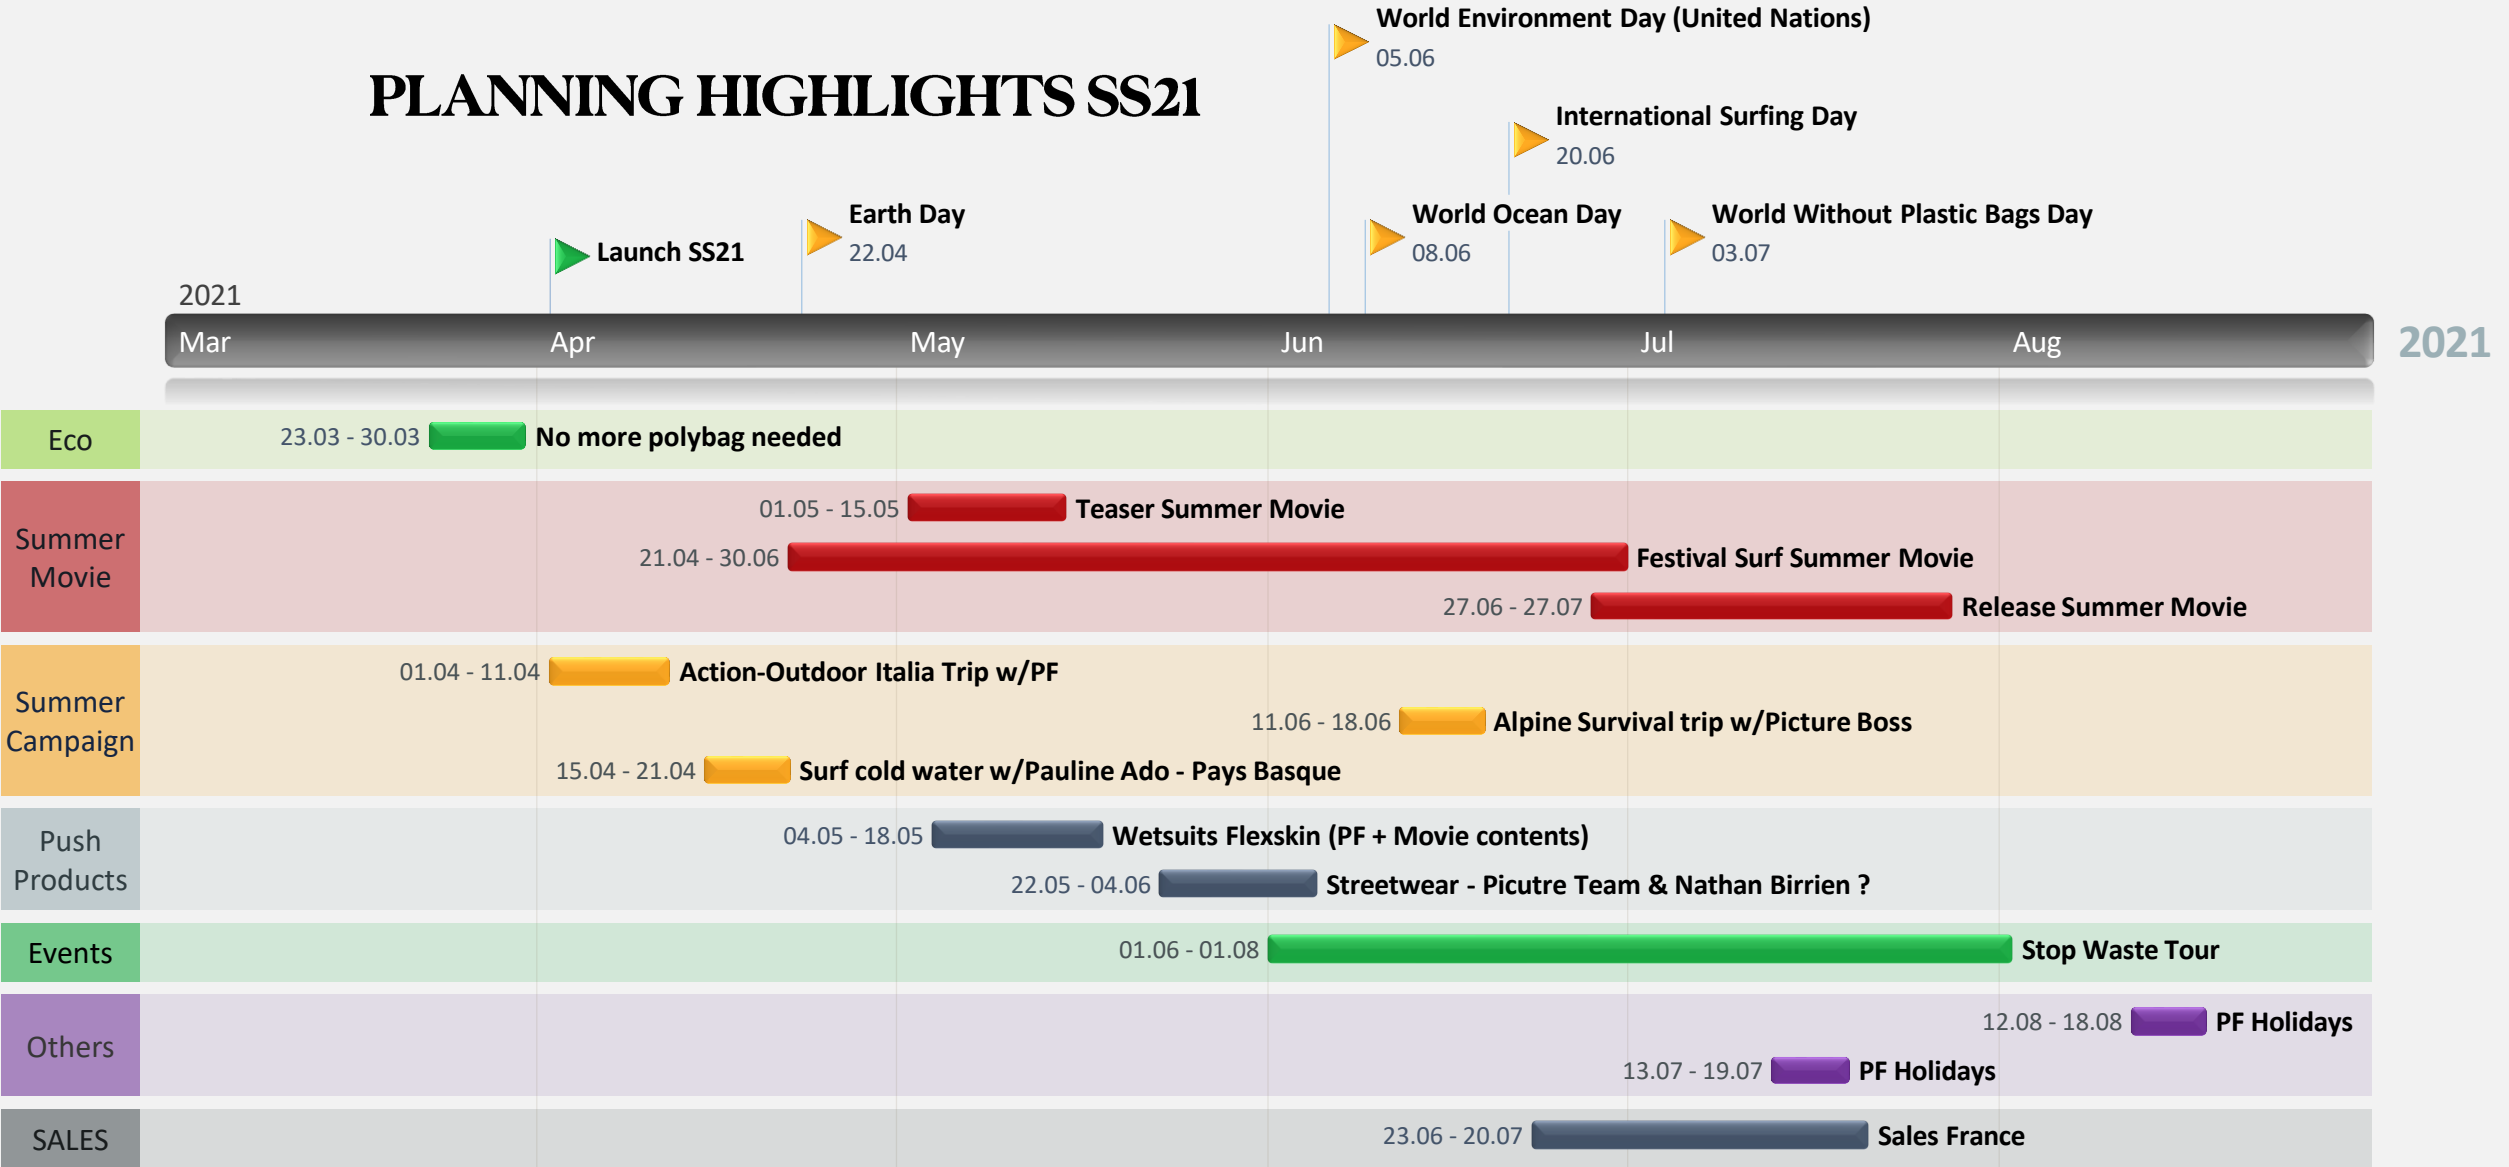 World Environment Day (United Nations)
05.06
PLANNING HIGHLIGHTS SS21
International Surfing Day
20.06
Earth Day
22.04
World Ocean Day
08.06
World Without Plastic Bags Day
03.07
Launch SS21
2021
Mar Apr May Jun Jul Aug 2021
Eco
23.03 - 30.03 No more polybag needed
Summer
Movie
01.05 - 15.05 Teaser Summer Movie
21.04 - 30.06 Festival Surf Summer Movie
27.06 - 27.07 Release Summer Movie
Summer
Campaign
01.04 - 11.04 Action-Outdoor Italia Trip w/PF
11.06 - 18.06 Alpine Survival trip w/Picture Boss
15.04 - 21.04 Surf cold water w/Pauline Ado - Pays Basque
Push
Products
04.05 - 18.05 Wetsuits Flexskin (PF + Movie contents)
22.05 - 04.06 Streetwear - Picutre Team & Nathan Birrien ?
Events
01.06 - 01.08 Stop Waste Tour
Others
12.08 - 18.08 PF Holidays
13.07 - 19.07 PF Holidays
SALES
23.06 - 20.07 Sales France